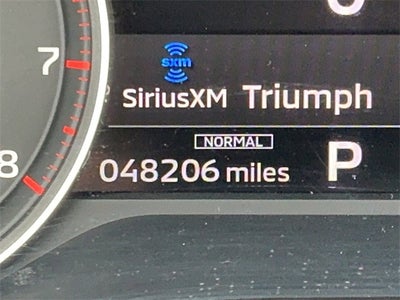 7
sxm
SiriusXM Triumph
NORMAL
048206 miles P
8